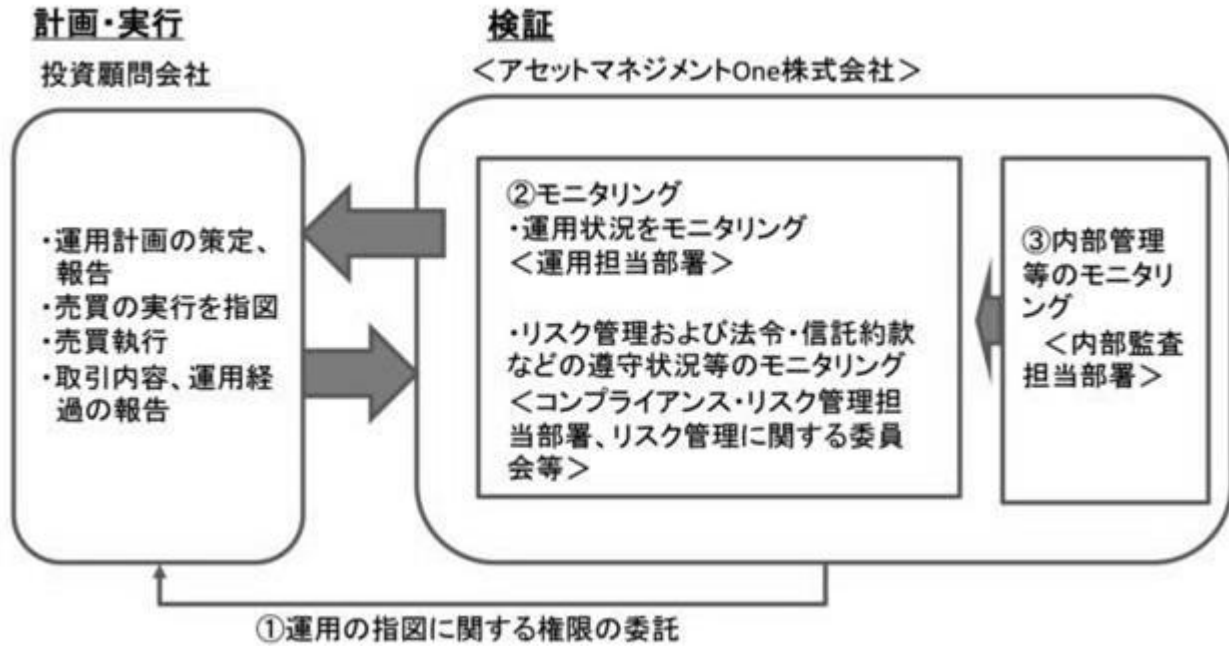 計画・実行
投資顧問会社
・運用計画の策定、
報告
・売買の実行を指図
・売買執行
・取引内容、運用経
過の報告
検証
＜アセットマネジメントOne株式会社＞
②モニタリング
・運用状況をモニタリング
＜運用担当部署＞
・リスク管理および法令・信託約款
などの遵守状況等のモニタリング
＜コンプライアンス・リスク管理担
当部署、リスク管理に関する委員
会等＞
③内部管理
等のモニタリ
ング
＜内部監査
担当部署＞
①運用の指図に関する権限の委託